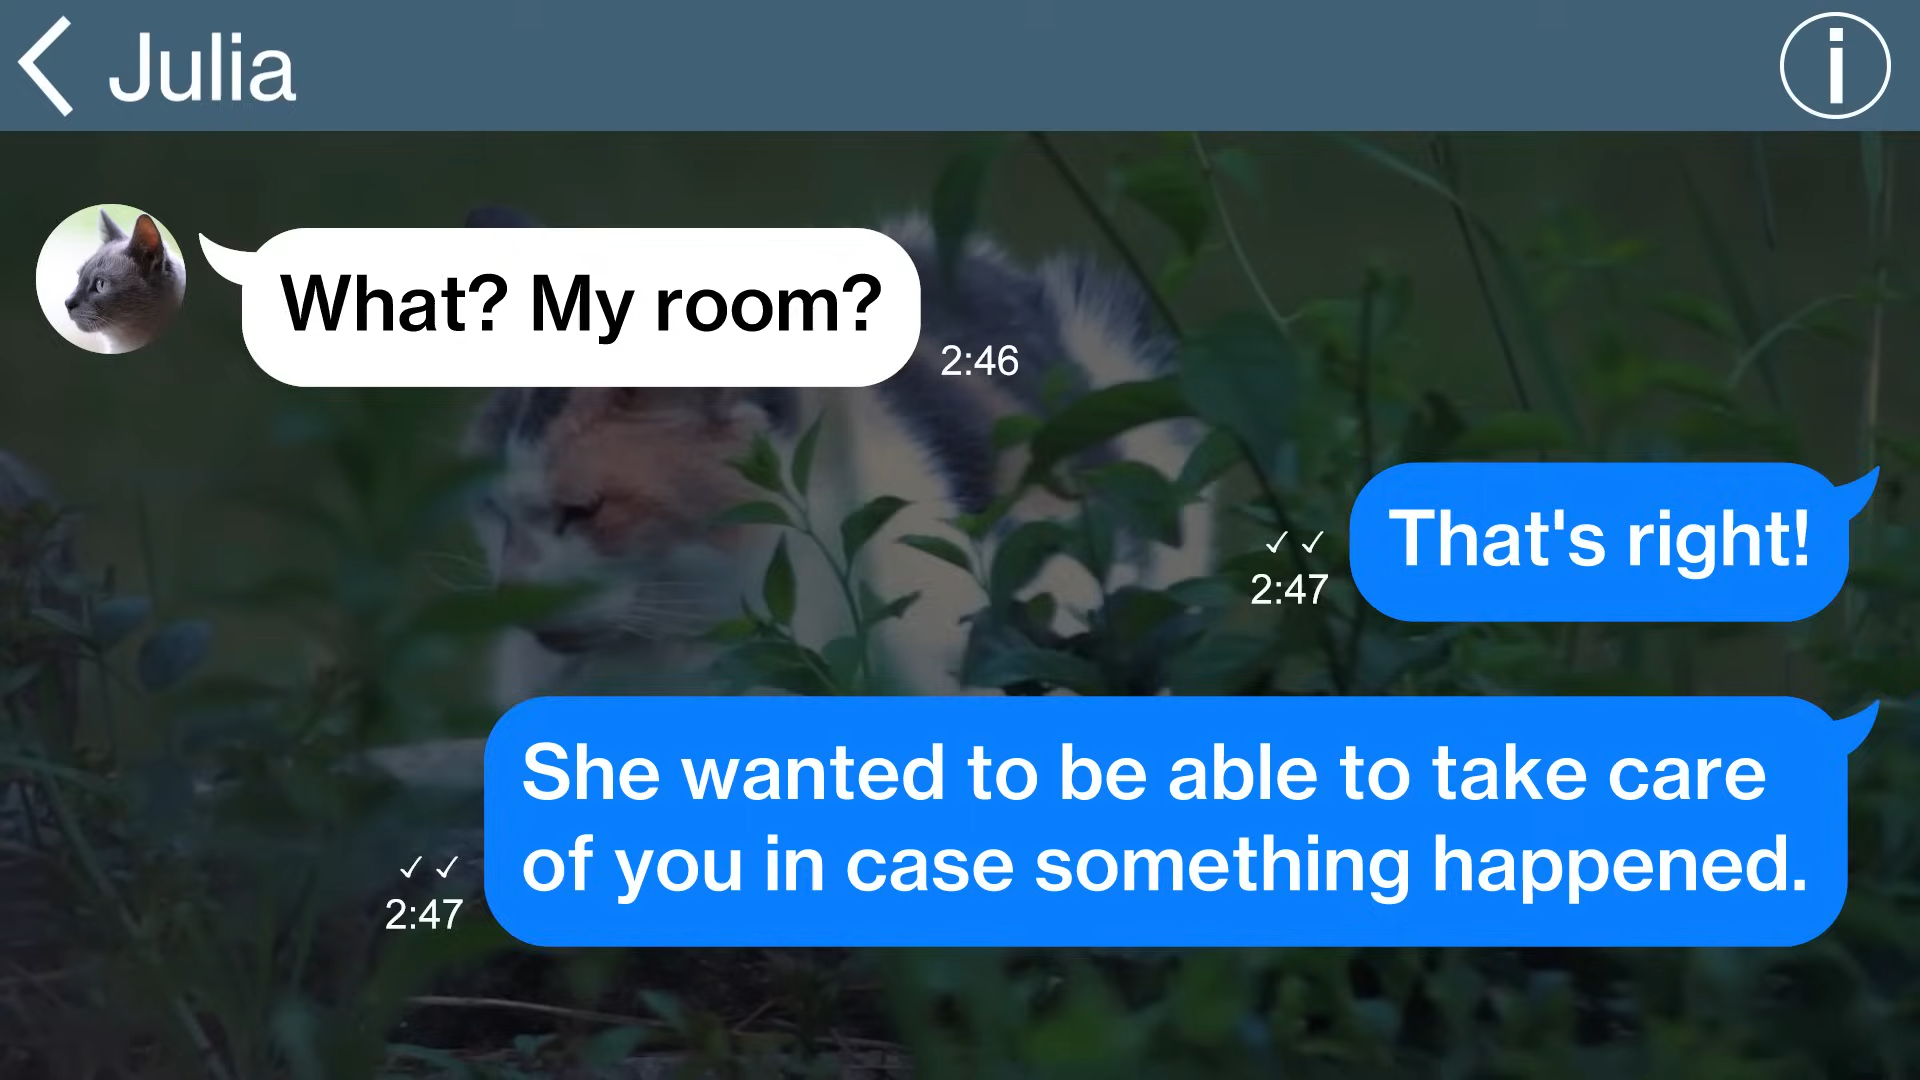 Julia
What? My room?
2:46
That's right!
✓✓
2:47
She wanted to be able to take care
of you in case something happened.
✓✓
2:47